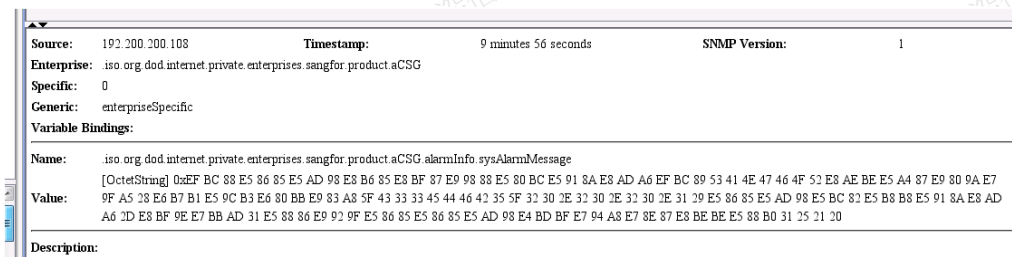 Source: 192.200.200.108 Timestamp: 9 minutes 56 seconds SNMP Version: 1
Enterprise: .iso.org.dod.internet.private.enterprises.sangfor.product.aCSG
Specific: 0
Generic: enterpriseSpecific
Variable Bindings:
Name: .iso.org.dod.internet.private.enterprises.sangfor.product.aCSG.alarmInfo.sysAlarmMessage
[OctetString] 0xEF BC 88 E5 86 85 E5 AD 98 E8 B6 85 E8 BF 87 E9 98 88 E5 80 BC E5 91 8A E8 AD A6 EF BC 89 53 41 4E 47 46 4F 52 E8 AE BE E5 A4 87 E9 80 9A E7
Value: 9F A5 28 E6 B7 B1 E5 9C B3 E6 80 BB E9 83 A8 5F 43 33 33 45 44 46 42 35 5F 32 30 2E 32 30 2E 32 30 2E 31 29 E5 86 85 E5 AD 98 E5 BC 82 E5 B8 B8 E5 91 8A E8 AD
A6 2D E8 BF 9E E7 BB AD 31 E5 88 86 E9 92 9F E5 86 85 E5 86 85 E5 AD 98 E4 BD BF E7 94 A8 E7 8E 87 E8 BE BE E5 88 B0 31 25 21 20
Description: